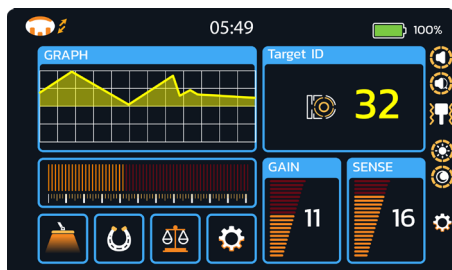 05:49
100%
GRAPH
Target ID
32
GAIN
SENSE
11
16